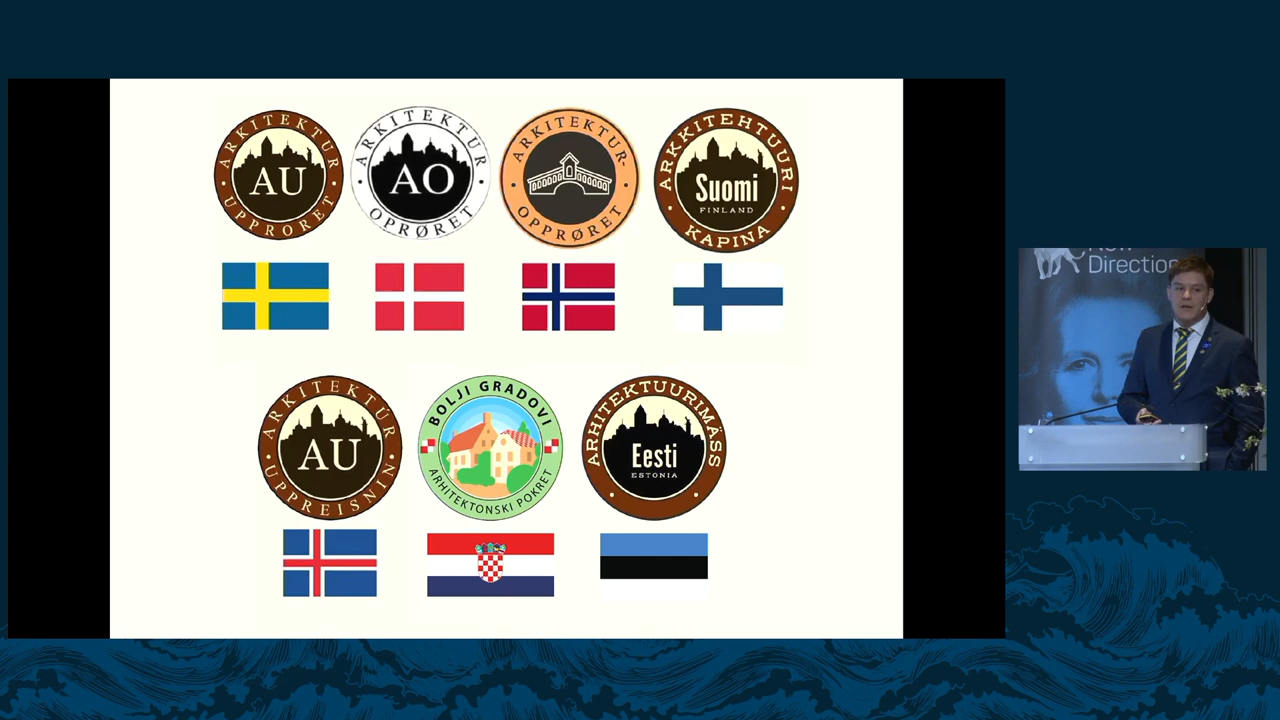 ARKITEKTUR
AU
UPPRORET
ARKITEKTUR
AO
OPRØRET
ARKITEKTUR-
OPPRØRET
ARKKITEHTUURI
Suomi
FINLAND
KAPINA
ARKITEKTÚR
AU
UPPREISNIN
BOLJI GRADOVI
ARHITEKTONSKI POKRET
ARHITEKTUURIMÄSS
Eesti
ESTONIA
Direction